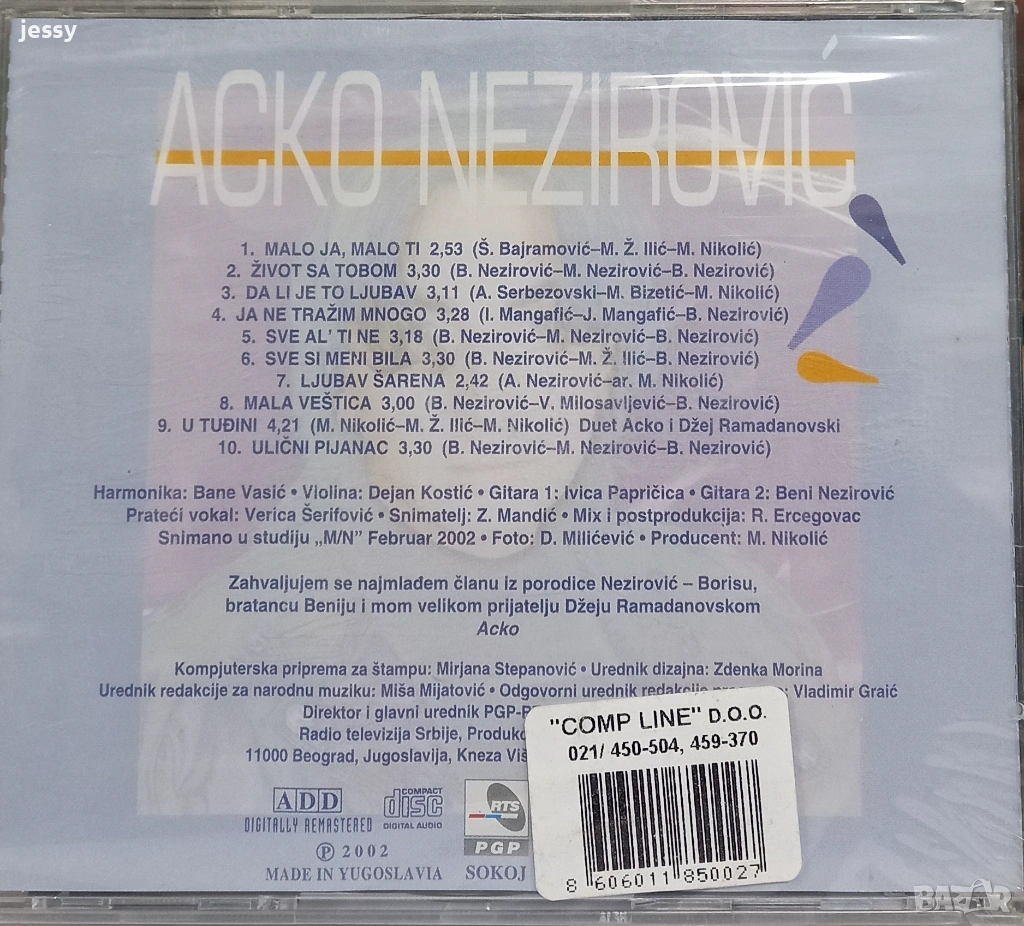 jessy
ACKO NEZIROVIĆ
1. MALO JA, MALO TI 2,53 (Š. Bajramović–M. Ž. Ilić–M. Nikolić)
2. ŽIVOT SA TOBOM 3,30 (B. Nezirović–M. Nezirović–B. Nezirović)
3. DA LI JE TO LJUBAV 3,11 (A. Serbezovski–M. Bizetić–M. Nikolić)
4. JA NE TRAŽIM MNOGO 3,28 (I. Mangafić–J. Mangafić–B. Nezirović)
5. SVE AL' TI NE 3,18 (B. Nezirović–M. Nezirović–B. Nezirović)
6. SVE SI MENI BILA 3,30 (B. Nezirović–M. Ž. Ilić–B. Nezirović)
7. LJUBAV ŠARENA 2,42 (A. Nezirović–ar. M. Nikolić)
8. MALA VEŠTICA 3,00 (B. Nezirović–V. Milosavljević–B. Nezirović)
9. U TUĐINI 4,21 (M. Nikolić–M. Ž. Ilić–M. Nikolić) Duet Acko i Džej Ramadanovski
10. ULIČNI PIJANAC 3,30 (B. Nezirović–M. Nezirović–B. Nezirović)
Harmonika: Bane Vasić • Violina: Dejan Kostić • Gitara 1: Ivica Papričica • Gitara 2: Beni Nezirović
Prateći vokal: Verica Šerifović • Snimatelj: Z. Mandić • Mix i postprodukcija: R. Ercegovac
Snimano u studiju „M/N" Februar 2002 • Foto: D. Milićević • Producent: M. Nikolić
Zahvaljujem se najmlađem članu iz porodice Nezirović – Borisu,
bratancu Beniju i mom velikom prijatelju Džeju Ramadanovskom
Acko
Kompjuterska priprema za štampu: Mirjana Stepanović • Urednik dizajna: Zdenka Morina
Urednik redakcije za narodnu muziku: Miša Mijatović • Odgovorni urednik redakcije Vladimir Graić
Direktor i glavni urednik
Radio televizija Srbije,
11000 Beograd, Jugoslavija, Kneza
ADD
DIGITALLY REMASTERED
COMPACT
disc
DIGITAL AUDIO
RTS
PGP
Ⓟ 2002
MADE IN YUGOSLAVIA
SOKOJ
"COMP LINE" D.O.O.
021/ 450-504, 459-370
8 606011 850027
BAZAR